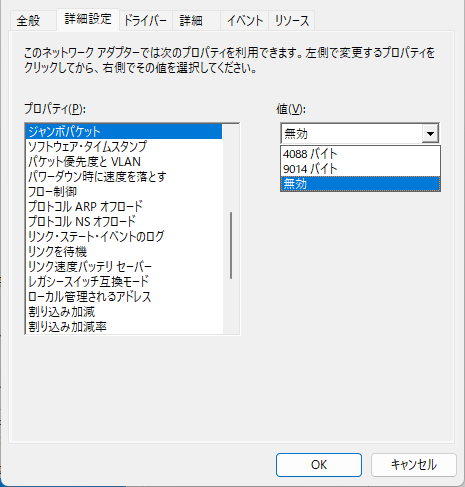 全般 詳細設定 ドライバー 詳細 イベント リソース
このネットワーク アダプターでは次のプロパティを利用できます。左側で変更するプロパティを
クリックしてから、右側でその値を選択してください。
プロパティ(P):
ジャンボパケット
ソフトウェア・タイムスタンプ
パケット優先度と VLAN
パワーダウン時に速度を落とす
フロー制御
プロトコル ARP オフロード
プロトコル NS オフロード
リンク・ステート・イベントのログ
リンクを待機
リンク速度バッテリ セーバー
レガシースイッチ互換モード
ローカル管理されるアドレス
割り込み加減
割り込み加減率
値(V):
無効
4088 バイト
9014 バイト
無効
OK キャンセル